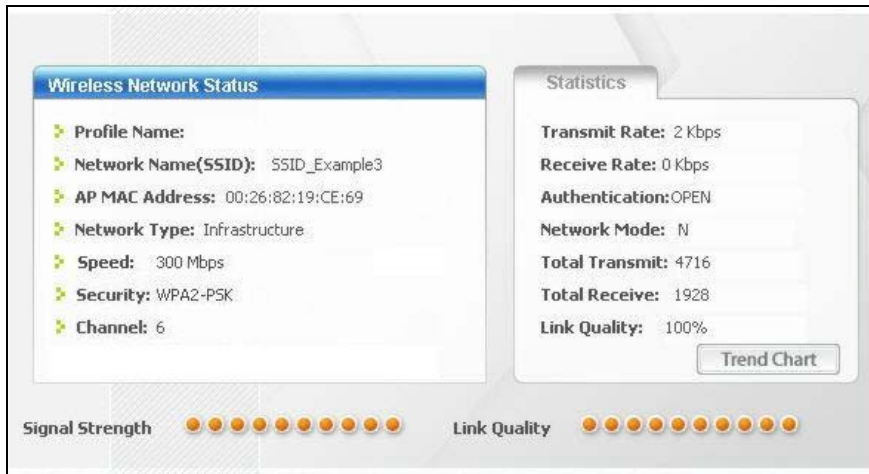 Wireless Network Status
Profile Name:
Network Name(SSID): SSID_Example3
AP MAC Address: 00:26:82:19:CE:69
Network Type: Infrastructure
Speed: 300 Mbps
Security: WPA2-PSK
Channel: 6
Statistics
Transmit Rate: 2 Kbps
Receive Rate: 0 Kbps
Authentication:OPEN
Network Mode: N
Total Transmit: 4716
Total Receive: 1928
Link Quality: 100%
Trend Chart
Signal Strength
Link Quality